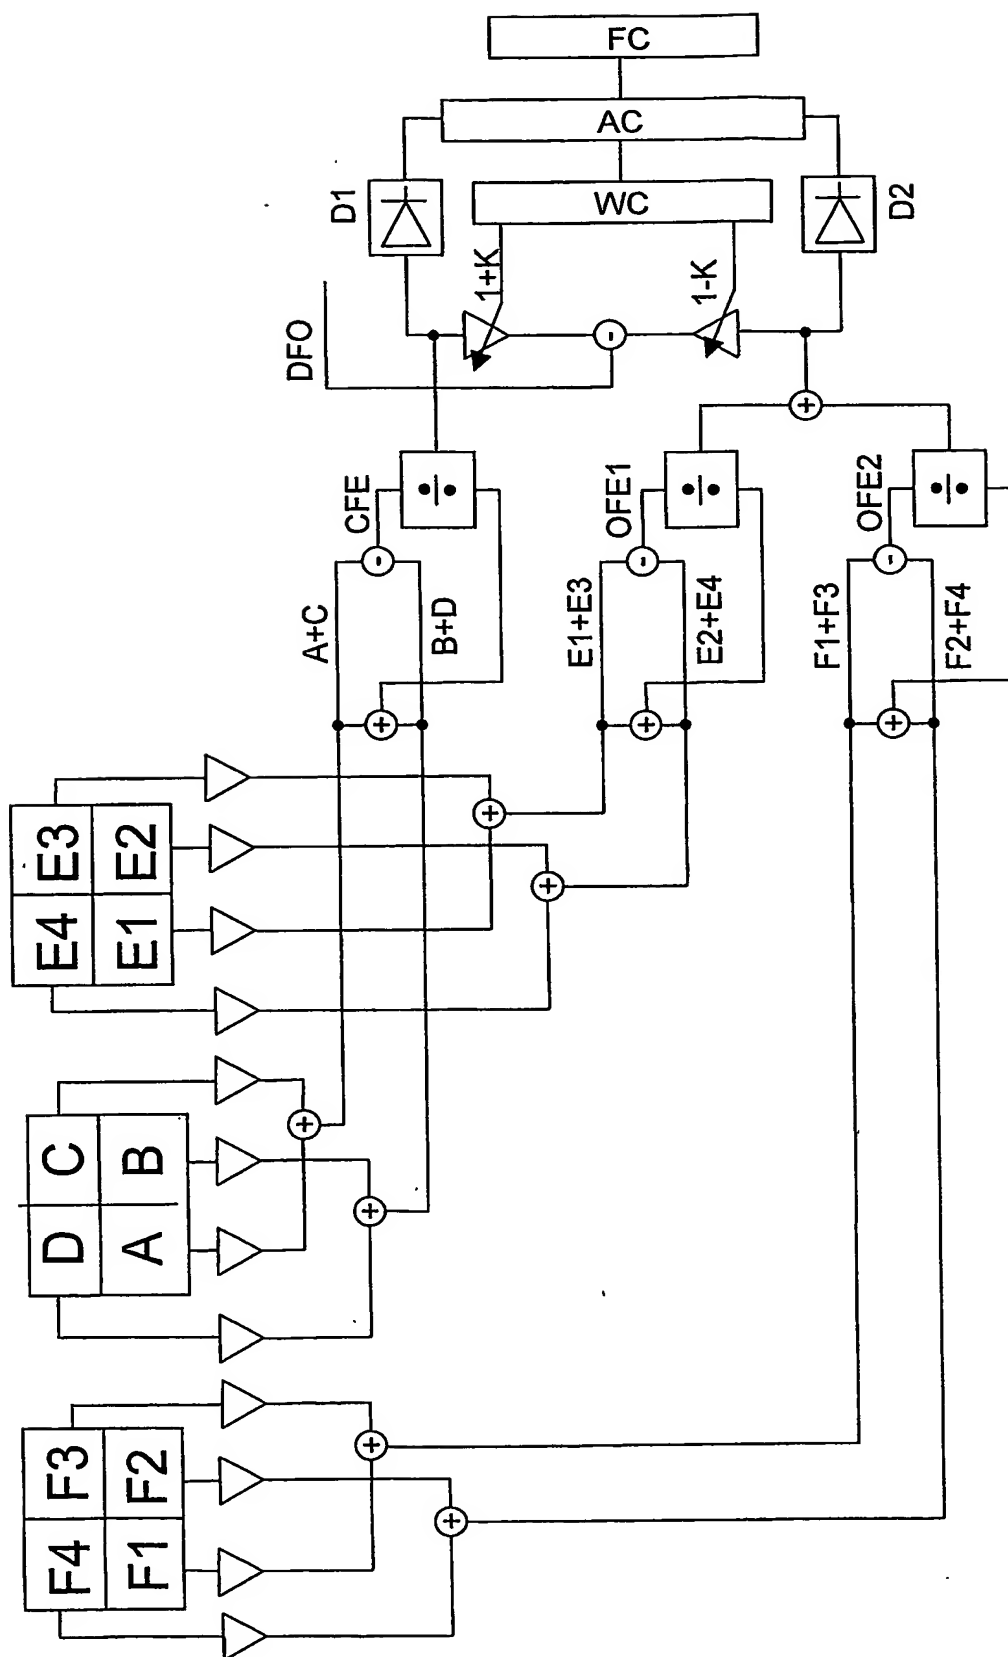 FC
AC
WC
D1
D2
1+K
1-K
DFO
CFE
OFE1
OFE2
A+C
B+D
E1+E3
E2+E4
F1+F3
F2+F4
E4 E3
E1 E2
D C
A B
F4 F3
F1 F2